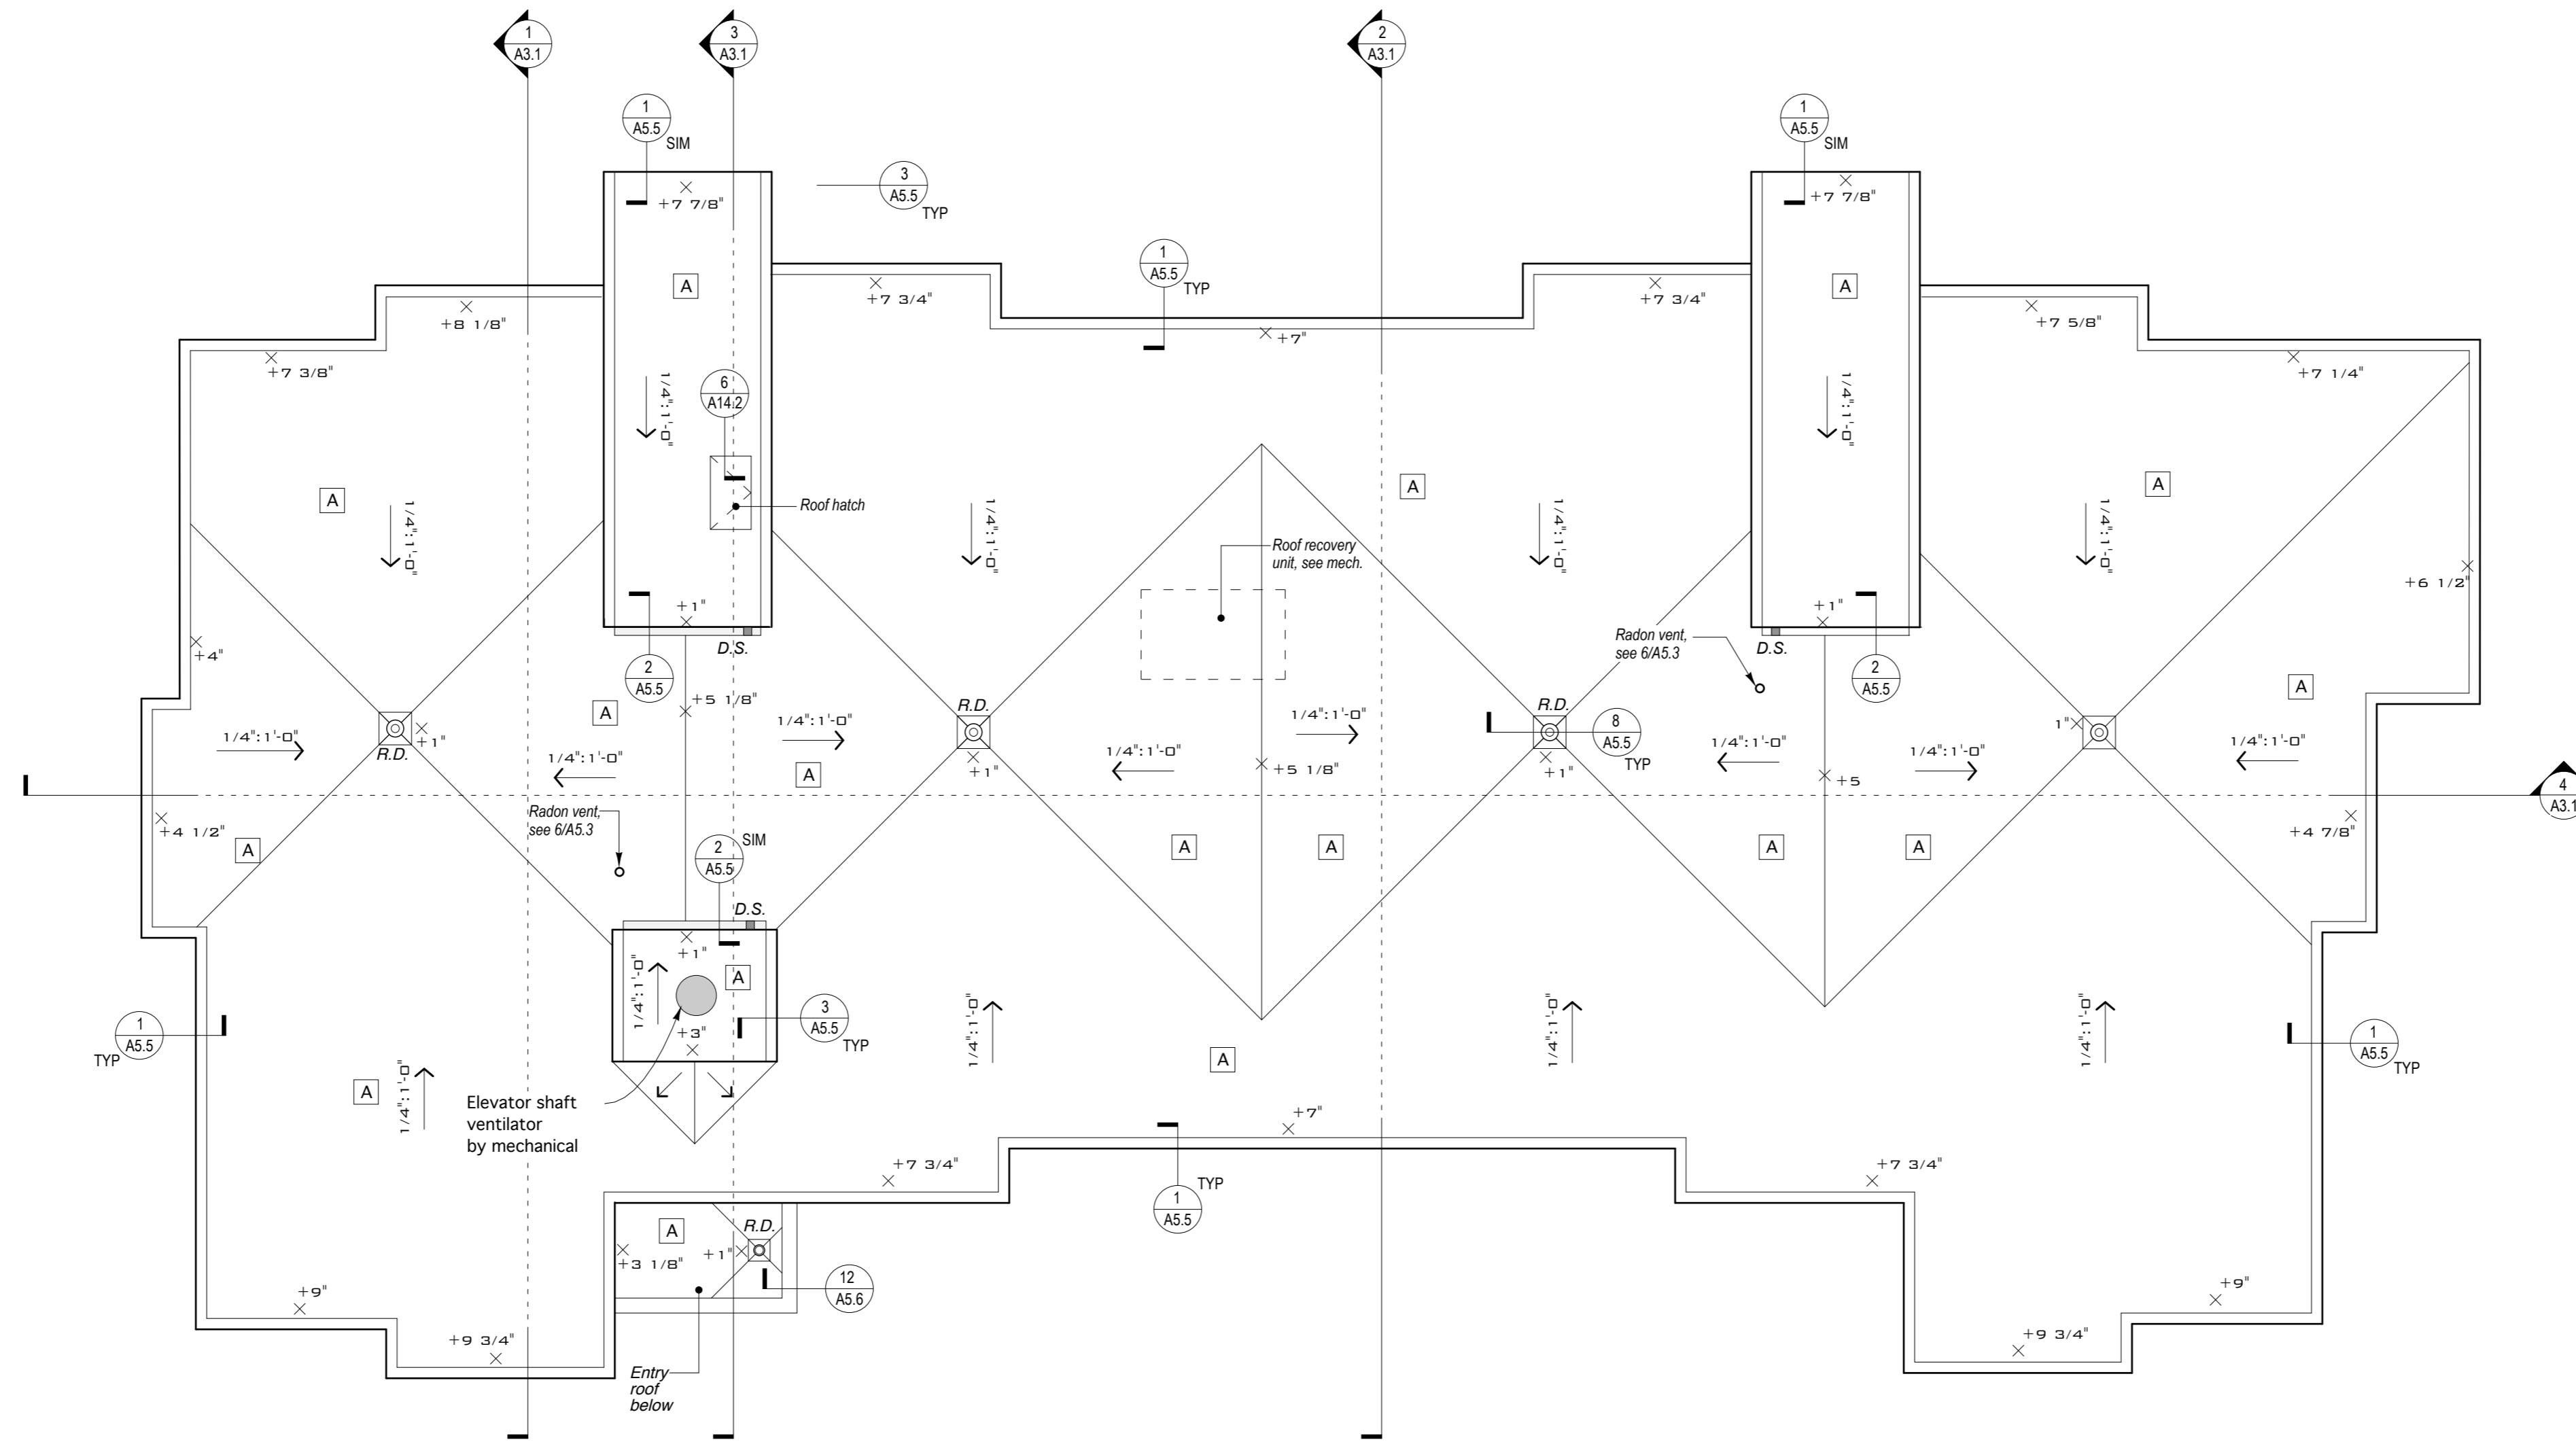 1
A3.1
3
A3.1
2
A3.1
1
A5.5
SIM
1
A5.5
SIM
3
A5.5
TYP
+7 7/8"
+7 7/8"
1
A5.5
TYP
A
A
+8 1/8"
+7 3/4"
+7 3/4"
+7 5/8"
+7"
+7 3/8"
+7 1/4"
1/4":1'-0"
1/4":1'-0"
6
A14.2
A
A
A
Roof hatch
1/4":1'-0"
1/4":1'-0"
1/4":1'-0"
1/4":1'-0"
Roof recovery
unit, see mech.
+6 1/2"
+1"
+1"
D.S.
D.S.
Radon vent,
see 6/A5.3
+4"
2
A5.5
2
A5.5
A
A
+5 1/8"
R.D.
R.D.
8
A5.5
TYP
1/4":1'-0"
+1"
R.D.
1/4":1'-0"
1/4":1'-0"
1/4":1'-0"
1/4":1'-0"
1/4":1'-0"
1/4":1'-0"
1/4":1'-0"
1"
+1"
+1"
+5 1/8"
+5
A
4
A3.1
Radon vent,
see 6/A5.3
+4 1/2"
+4 7/8"
A
2
A5.5
SIM
A
A
A
A
D.S.
+1"
A
1/4":1'-0"
+3"
3
A5.5
TYP
1
A5.5
TYP
1/4":1'-0"
1/4":1'-0"
1/4":1'-0"
1
A5.5
TYP
A
A
1/4":1'-0"
Elevator shaft
ventilator
by mechanical
+7"
+7 3/4"
+7 3/4"
1
A5.5
TYP
A
R.D.
+3 1/8"
+1"
12
A5.6
+9"
+9"
+9 3/4"
+9 3/4"
Entry
roof
below